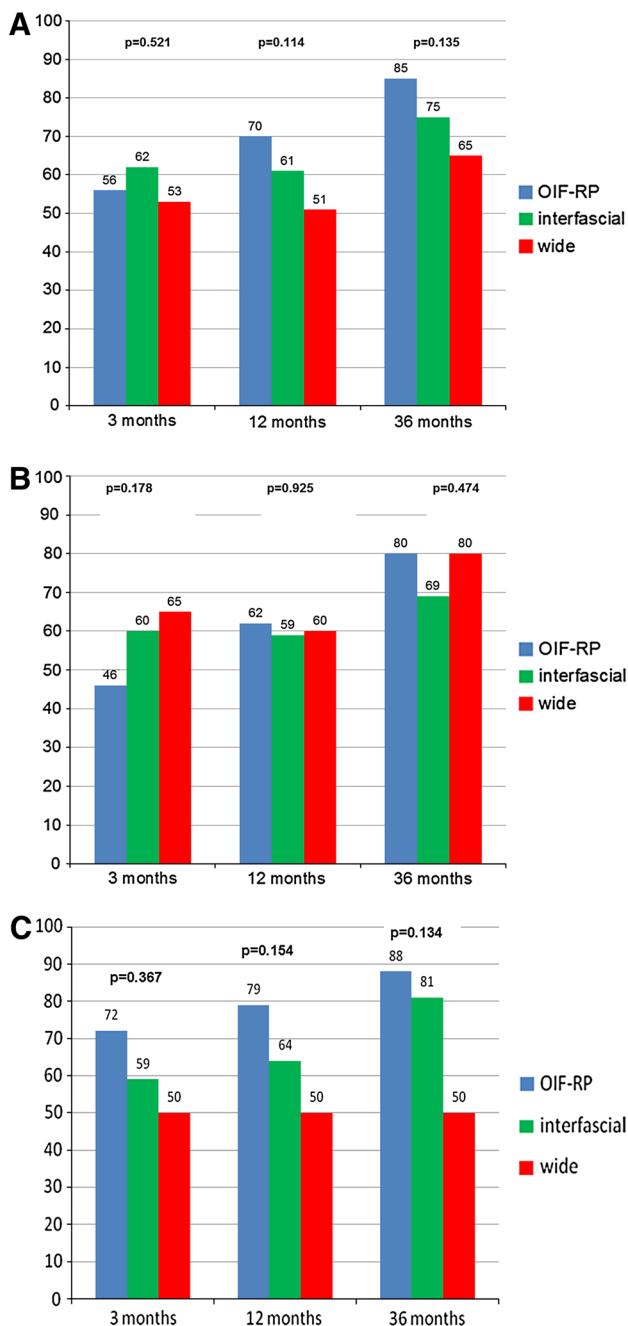 A
100
p=0.521 p=0.114 p=0.135
90
85
80
75
70
70
65
62
61
60
56
53
51
50
40
30
20
10
0
3 months 12 months 36 months
OIF-RP
interfascial
wide
B
100
p=0.178 p=0.925 p=0.474
90
80
80 80
70
69
65
62
60
60 59 60
50
46
40
30
20
10
0
3 months 12 months 36 months
OIF-RP
interfascial
wide
C
100
p=0.367 p=0.154 p=0.134
90
88
81
80
79
72
70
64
60
59
50
50 50 50
40
30
20
10
0
3 months 12 months 36 months
OIF-RP
interfascial
wide